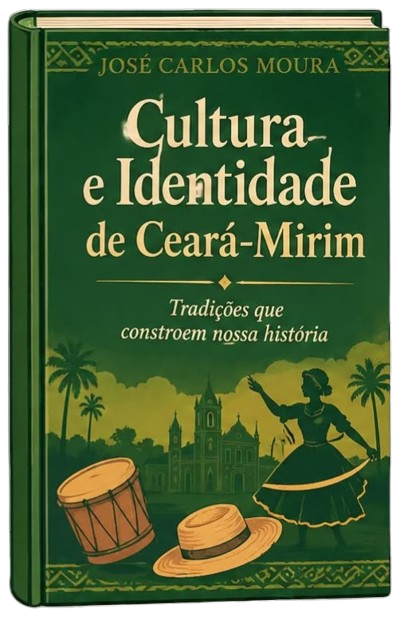 JOSÉ CARLOS MOURA
Cultura
e Identidade
de Ceará-Mirim
Tradições que
constroem nossa história